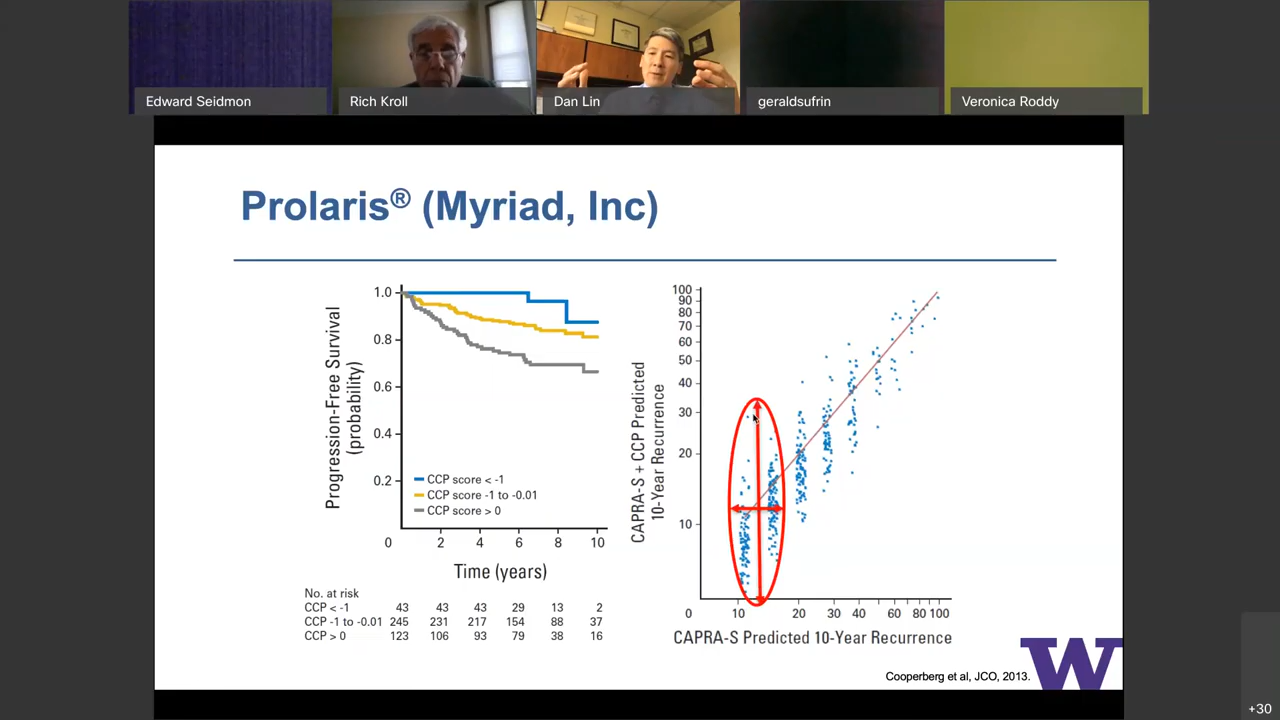 Edward Seidmon
Rich Kroll
Dan Lin
geraldsufrin
Veronica Roddy
Prolaris® (Myriad, Inc)
Progression-Free Survival
(probability)
1.0
0.8
0.6
0.4
0.2
CCP score < -1
CCP score -1 to -0.01
CCP score > 0
0 2 4 6 8 10
Time (years)
No. at risk
CCP < -1 43 43 43 29 13 2
CCP -1 to -0.01 245 231 217 154 88 37
CCP > 0 123 106 93 79 38 16
CAPRA-S + CCP Predicted
10-Year Recurrence
100
90
80
70
60
50
40
30
20
10
0 10 20 30 40 60 80 100
CAPRA-S Predicted 10-Year Recurrence
Cooperberg et al, JCO, 2013.
W
+30